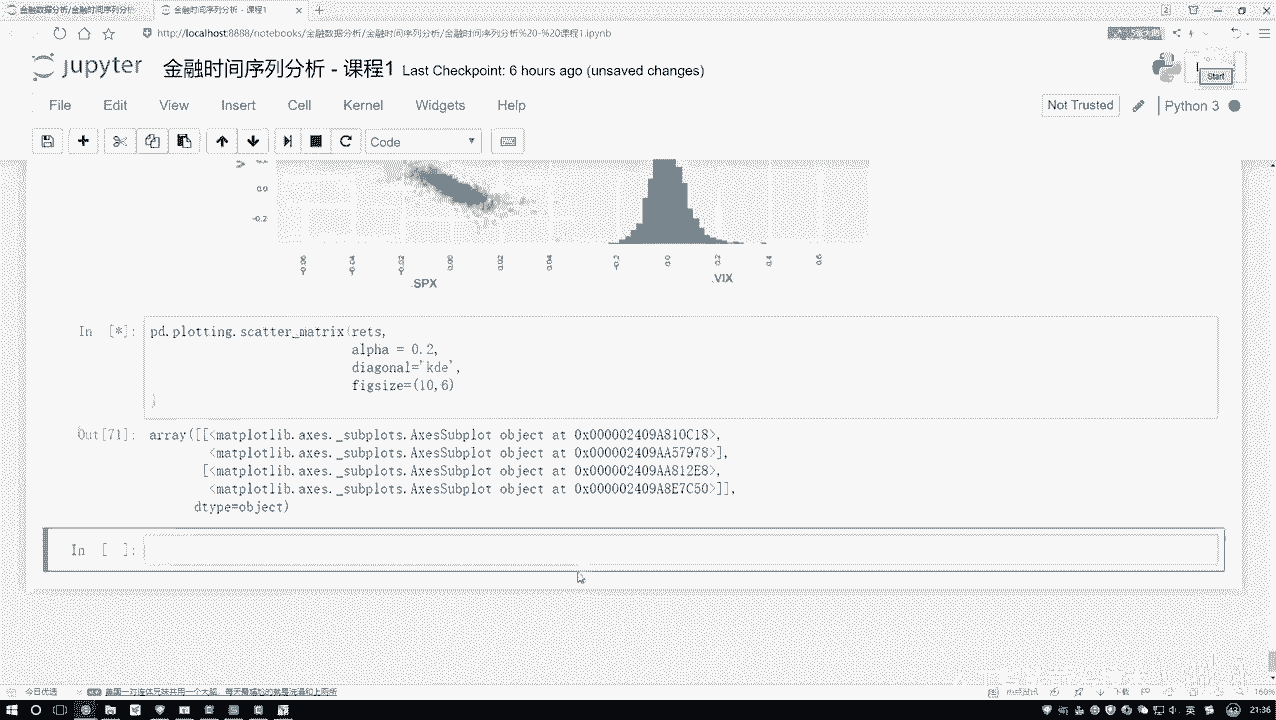 金融数据分析/金融时间序列分析
金融时间序列分析 - 课程1
http://localhost:8888/notebooks/金融数据分析/金融时间序列分析/金融时间序列分析%20-%20课程1.ipynb
jupyter 金融时间序列分析 - 课程1 Last Checkpoint: 6 hours ago (unsaved changes)
Start
File Edit View Insert Cell Kernel Widgets Help
Not Trusted Python 3
Code
0.0
-0.2
-0.06 -0.04 -0.02 0.00 0.02 0.04 -0.2 0.0 0.2 0.4 0.6
.SPX .VIX
In [*]: pd.plotting.scatter_matrix(rets,
alpha = 0.2,
diagonal='kde',
figsize=(10,6)
)
Out[71]: array([[<matplotlib.axes._subplots.AxesSubplot object at 0x000002409A810C18>,
<matplotlib.axes._subplots.AxesSubplot object at 0x000002409AA57978>],
[<matplotlib.axes._subplots.AxesSubplot object at 0x000002409AA812E8>,
<matplotlib.axes._subplots.AxesSubplot object at 0x000002409A8E7C50>]],
dtype=object)
In [ ]:
今日优选
下载
160%
英
21:36